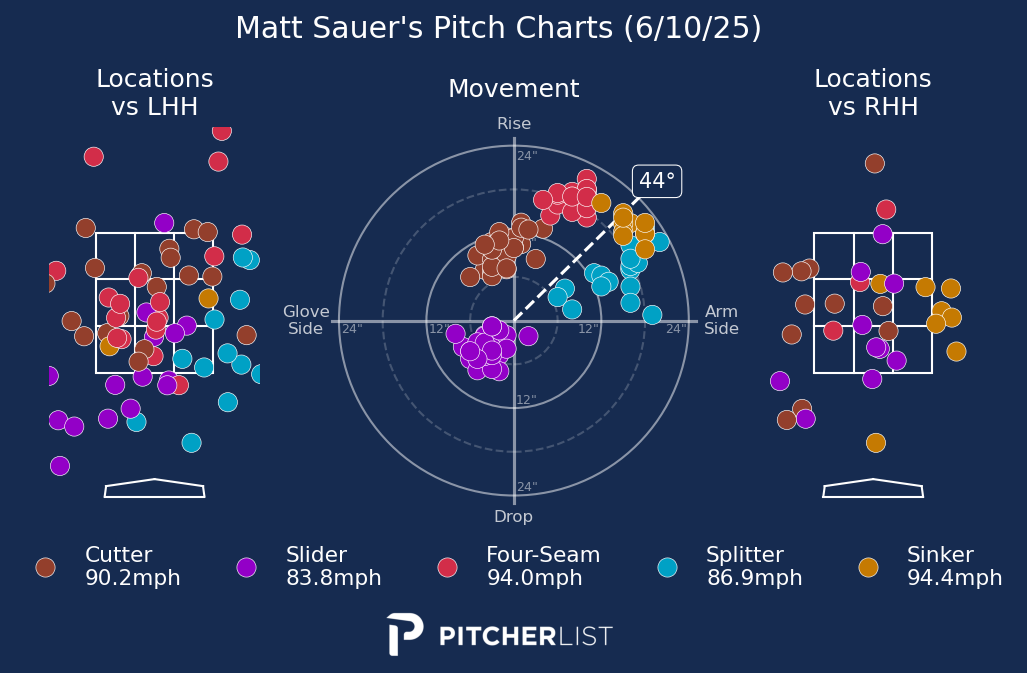 Matt Sauer's Pitch Charts (6/10/25)
Locations
vs LHH
Movement
Locations
vs RHH
Rise
24"
44°
Glove
Side
24"
12"
12"
24"
Arm
Side
12"
24"
Drop
Cutter
90.2mph
Slider
83.8mph
Four-Seam
94.0mph
Splitter
86.9mph
Sinker
94.4mph
PITCHERLIST